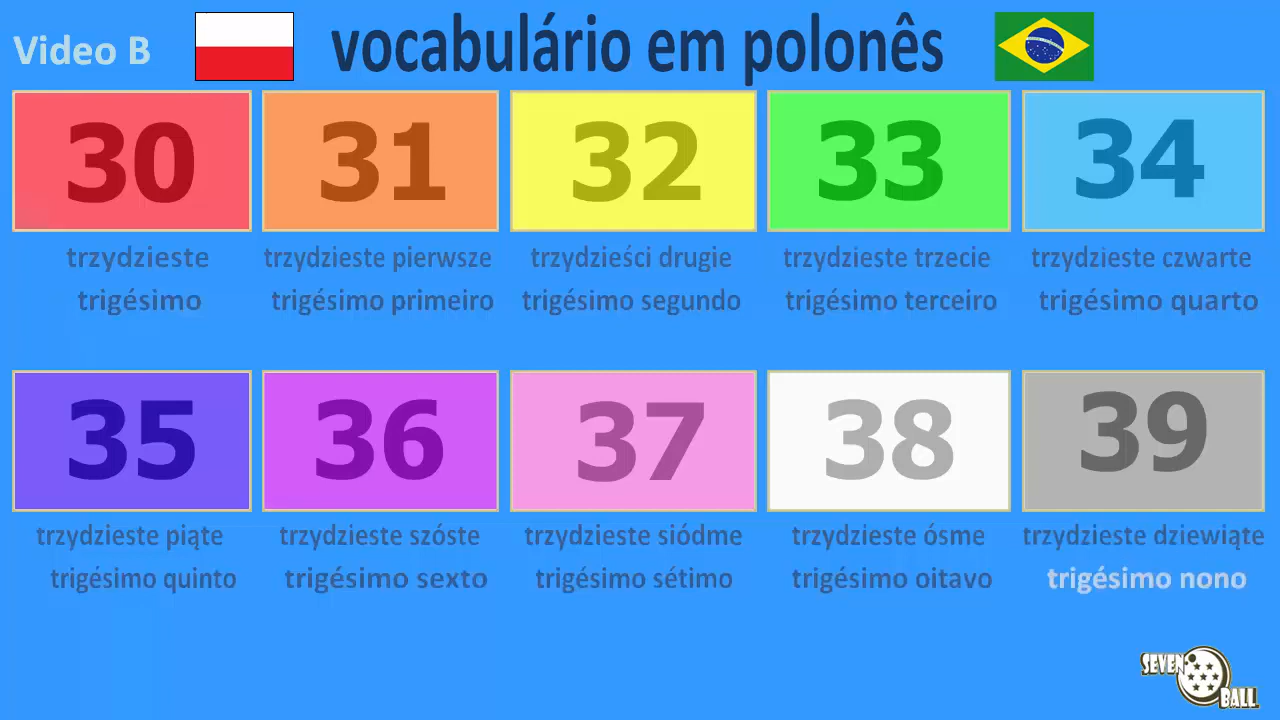 Video B
vocabulário em polonês
30 31 32 33 34
trzydzieste trzydzieste pierwsze trzydzieści drugie trzydzieste trzecie trzydzieste czwarte
trigésimo trigésimo primeiro trigésimo segundo trigésimo terceiro trigésimo quarto
35 36 37 38 39
trzydzieste piąte trzydzieste szóste trzydzieste siódme trzydzieste ósme trzydzieste dziewiąte
trigésimo quinto trigésimo sexto trigésimo sétimo trigésimo oitavo trigésimo nono
SEVEN
BALL